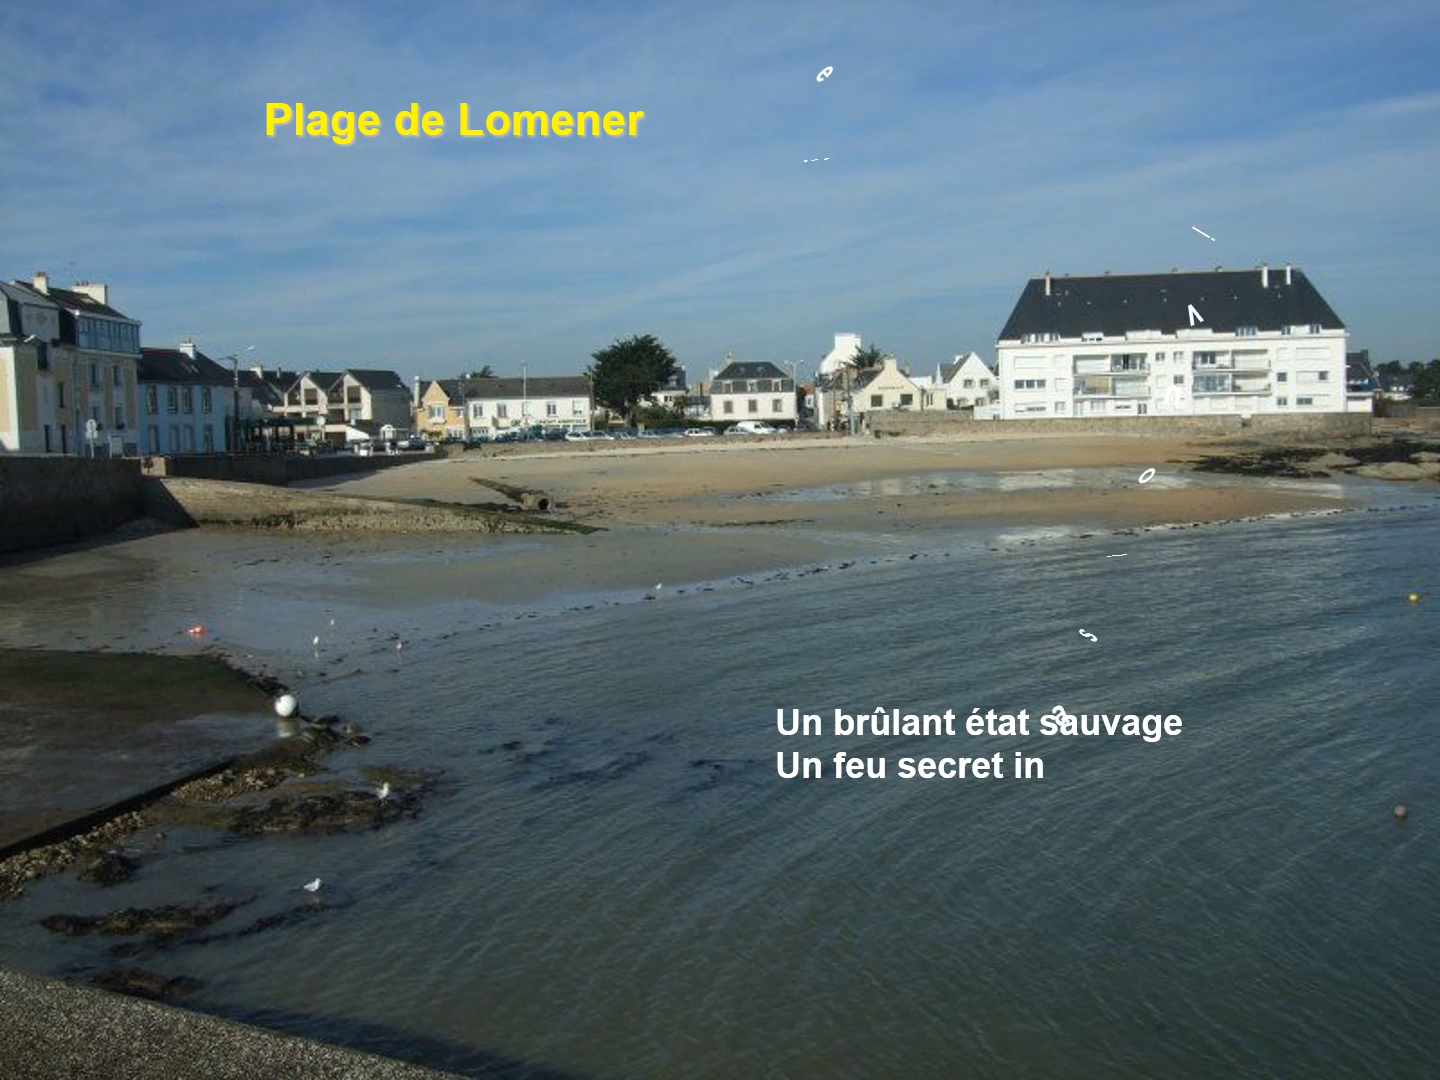 Plage de Lomener
Un brûlant état sauvage
Un feu secret in